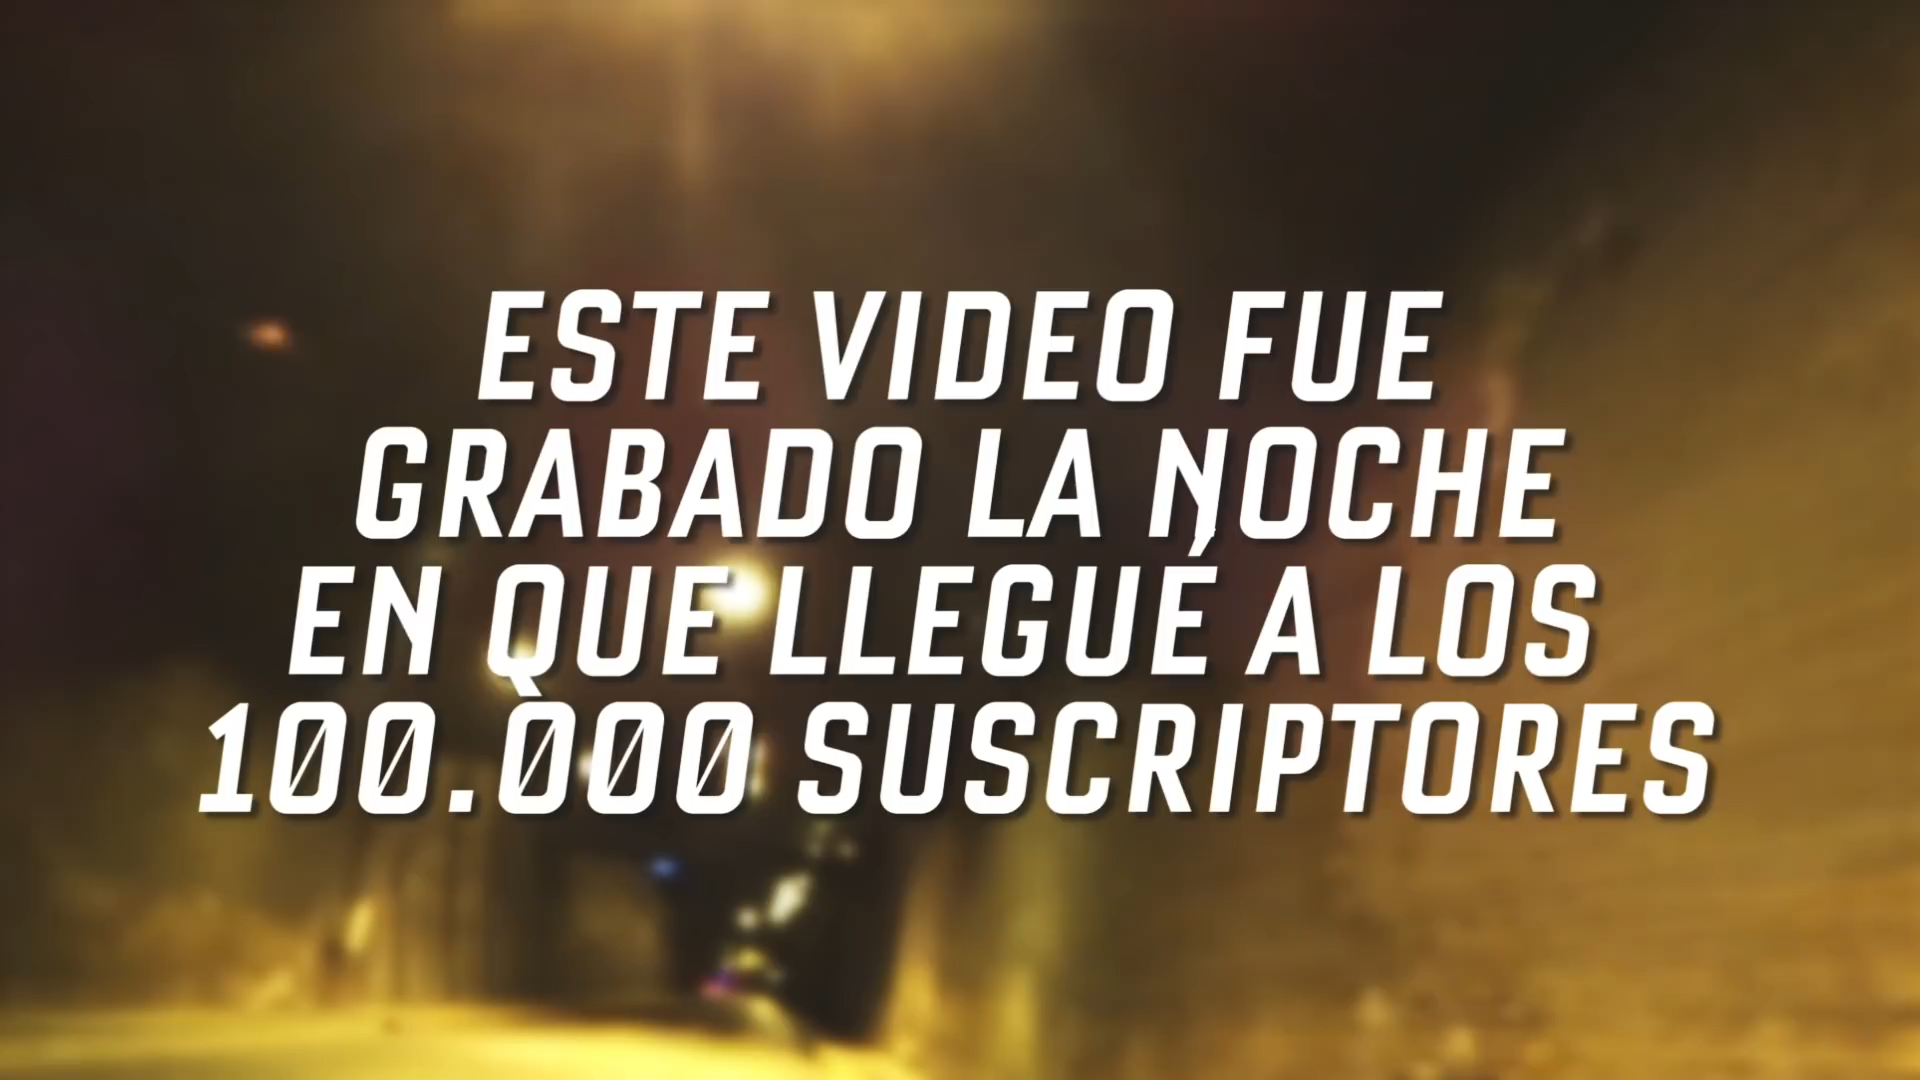 ESTE VIDEO FUE
GRABADO LA NOCHE
EN QUE LLEGUÉ A LOS
100.000 SUSCRIPTORES